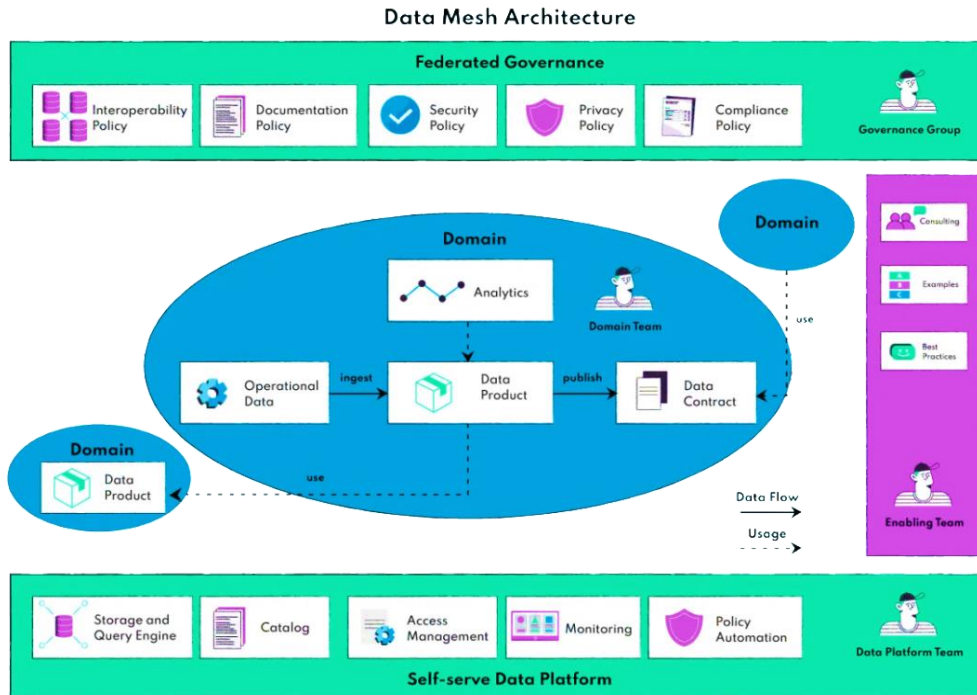 Data Mesh Architecture
Federated Governance
Interoperability
Policy
Documentation
Policy
Security
Policy
Privacy
Policy
Compliance
Policy
Governance Group
Domain
Analytics
Domain Team
Operational
Data
ingest
Data
Product
publish
Data
Contract
Domain
use
Consulting
A
B
C
Examples
Best
Practices
Enabling Team
Domain
Data
Product
use
Data Flow
Usage
Storage and
Query Engine
Catalog
Access
Management
Monitoring
Policy
Automation
Data Platform Team
Self-serve Data Platform